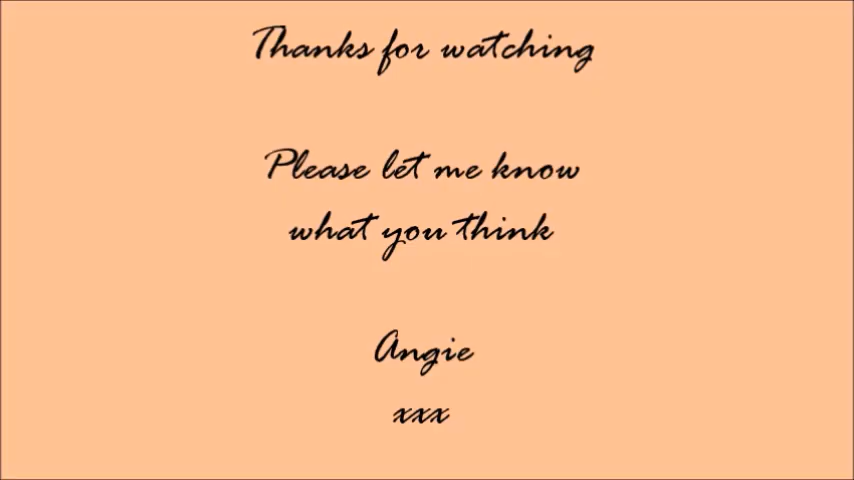 Thanks for watching
Please let me know
what you think
Angie
xxx